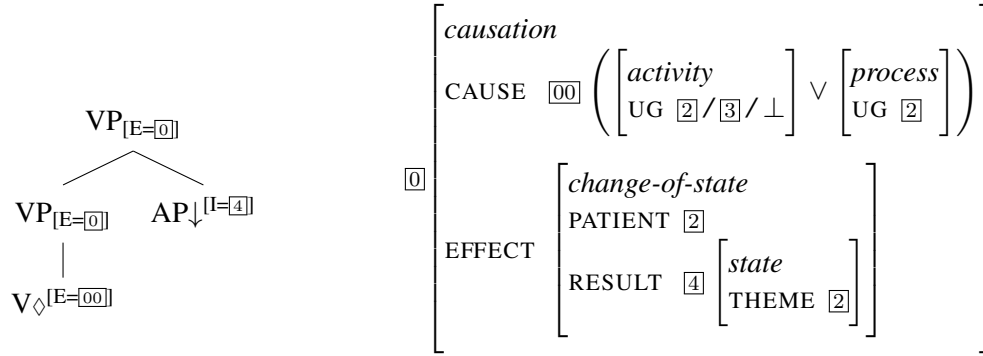 VP[E=0]
VP[E=0] AP↓[I=4]
V◊[E=00]
0
causation
CAUSE 00 ( [ activity UG 2 / 3 / ⊥ ] ∨ [ process UG 2 ] )
EFFECT
change-of-state
PATIENT 2
RESULT 4
state
THEME 2